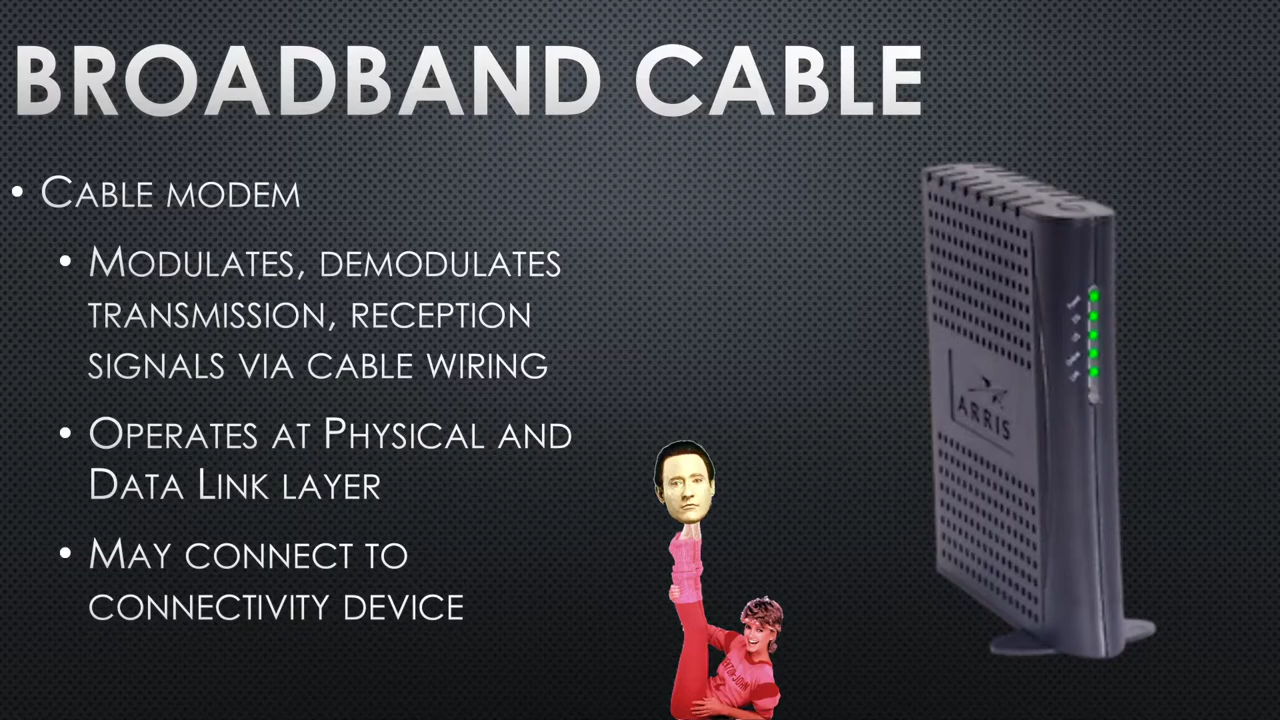 BROADBAND CABLE
• CABLE MODEM
• MODULATES, DEMODULATES
TRANSMISSION, RECEPTION
SIGNALS VIA CABLE WIRING
• OPERATES AT PHYSICAL AND
DATA LINK LAYER
• MAY CONNECT TO
CONNECTIVITY DEVICE
ARRIS